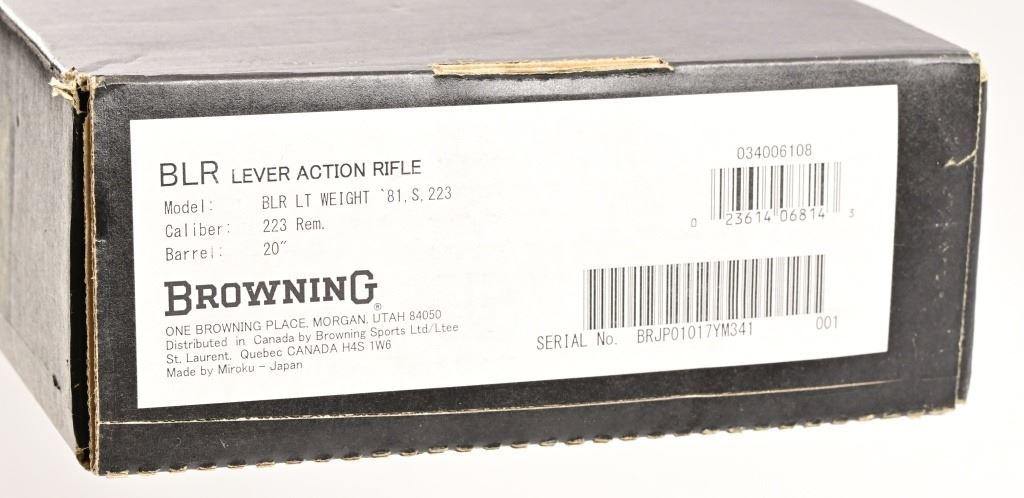 BLR LEVER ACTION RIFLE
Model: BLR LT WEIGHT `81,S,223
Caliber: 223 Rem.
Barrel: 20"
BROWNING®
ONE BROWNING PLACE, MORGAN, UTAH 84050
Distributed in Canada by Browning Sports Ltd/Ltee
St. Laurent, Quebec CANADA H4S 1W6
Made by Miroku - Japan
034006108
0 23614 06814 3
SERIAL No. BRJP01017YM341 001